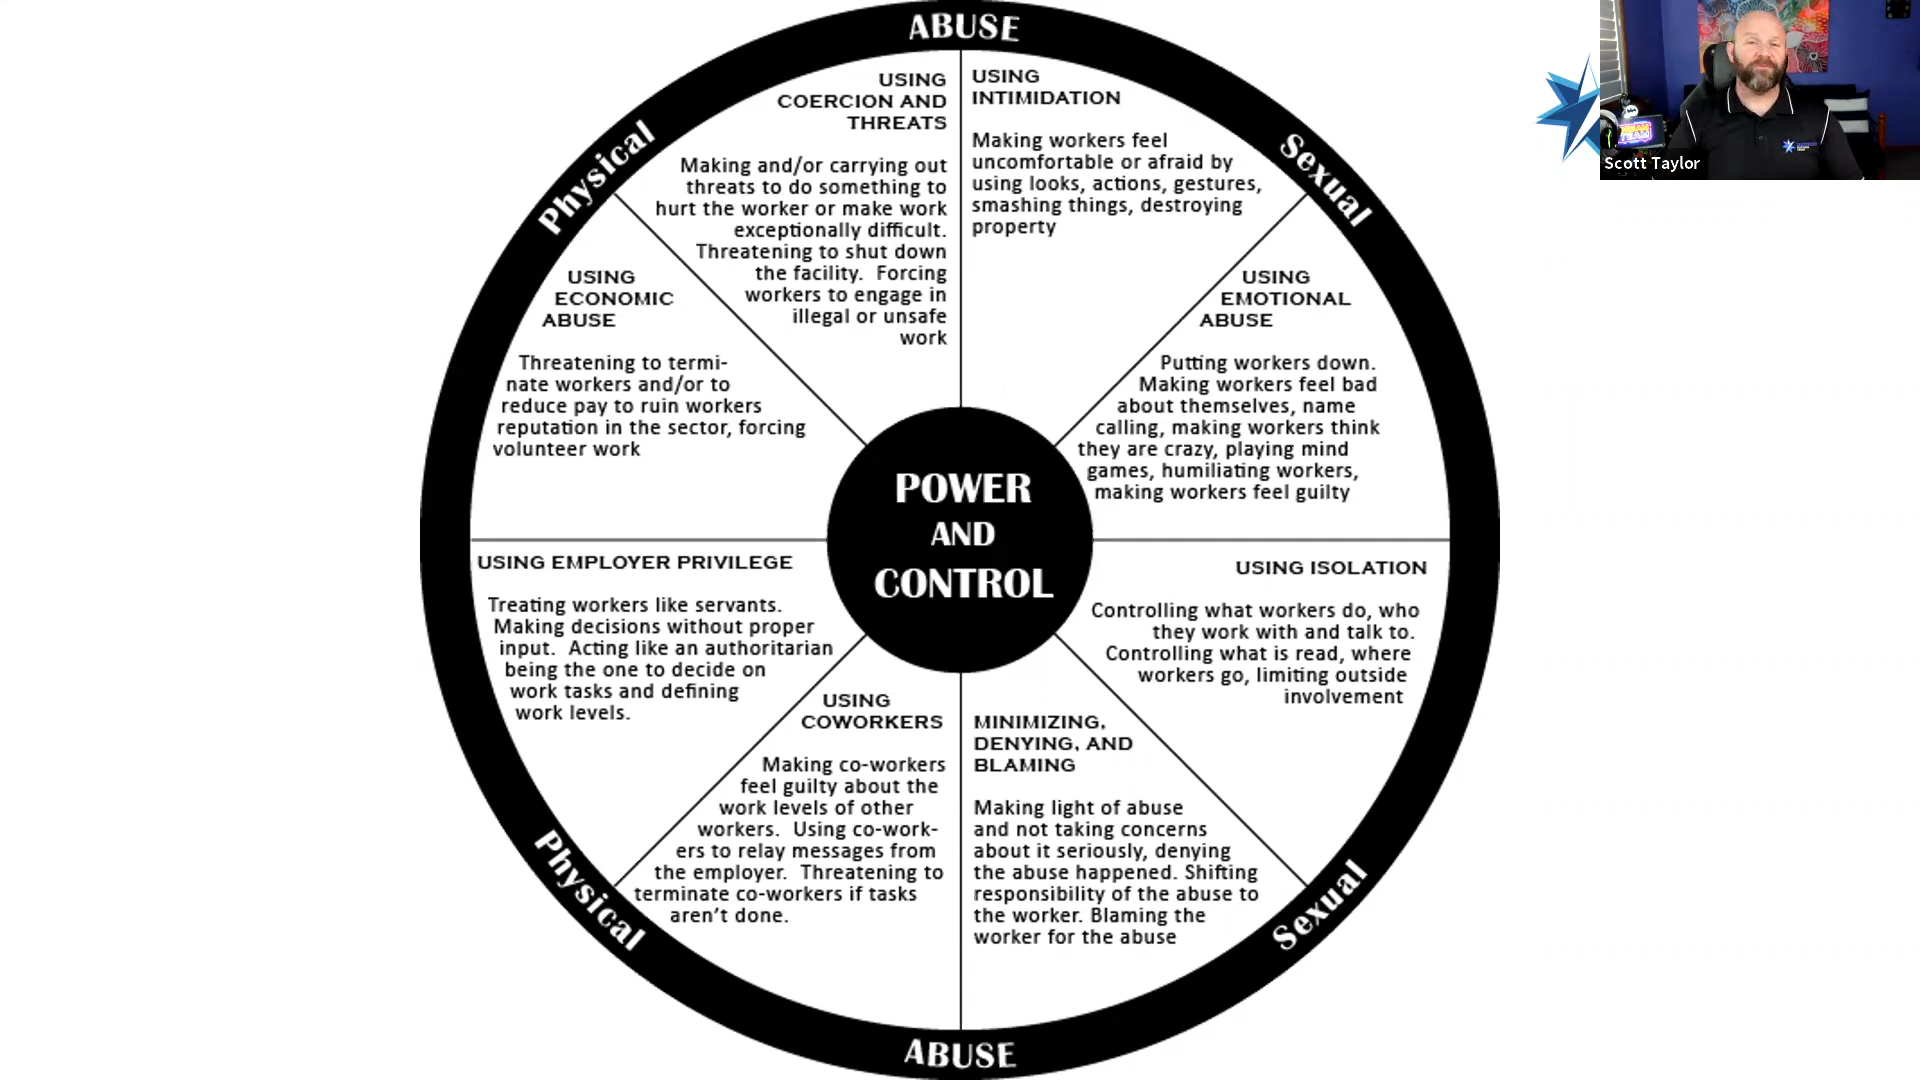 ABUSE
Physical
Sexual
USING
COERCION AND
THREATS
Making and/or carrying out
threats to do something to
hurt the worker or make work
exceptionally difficult.
Threatening to shut down
the facility.  Forcing
workers to engage in
illegal or unsafe
work
USING
INTIMIDATION
Making workers feel
uncomfortable or afraid by
using looks, actions, gestures,
smashing things, destroying
property
USING
ECONOMIC
ABUSE
Threatening to termi-
nate workers and/or to
reduce pay to ruin workers
reputation in the sector, forcing
volunteer work
USING
EMOTIONAL
ABUSE
Putting workers down.
Making workers feel bad
about themselves, name
calling, making workers think
they are crazy, playing mind
games, humiliating workers,
making workers feel guilty
POWER
AND
CONTROL
USING EMPLOYER PRIVILEGE
Treating workers like servants.
Making decisions without proper
input.  Acting like an authoritarian
being the one to decide on
work tasks and defining
work levels.
USING ISOLATION
Controlling what workers do, who
they work with and talk to.
Controlling what is read, where
workers go, limiting outside
involvement
USING
COWORKERS
Making co-workers
feel guilty about the
work levels of other
workers.  Using co-work-
ers to relay messages from
the employer.  Threatening to
terminate co-workers if tasks
aren't done.
MINIMIZING,
DENYING, AND
BLAMING
Making light of abuse
and not taking concerns
about it seriously, denying
the abuse happened. Shifting
responsibility of the abuse to
the worker. Blaming the
worker for the abuse
Physical
Sexual
ABUSE
Scott Taylor